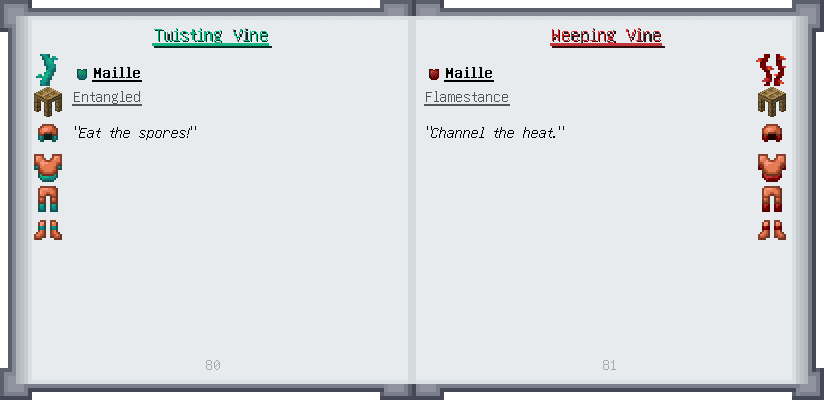 Twisting Vine
Maille
Entangled
"Eat the spores!"
80
Weeping Vine
Maille
Flamestance
"Channel the heat."
81